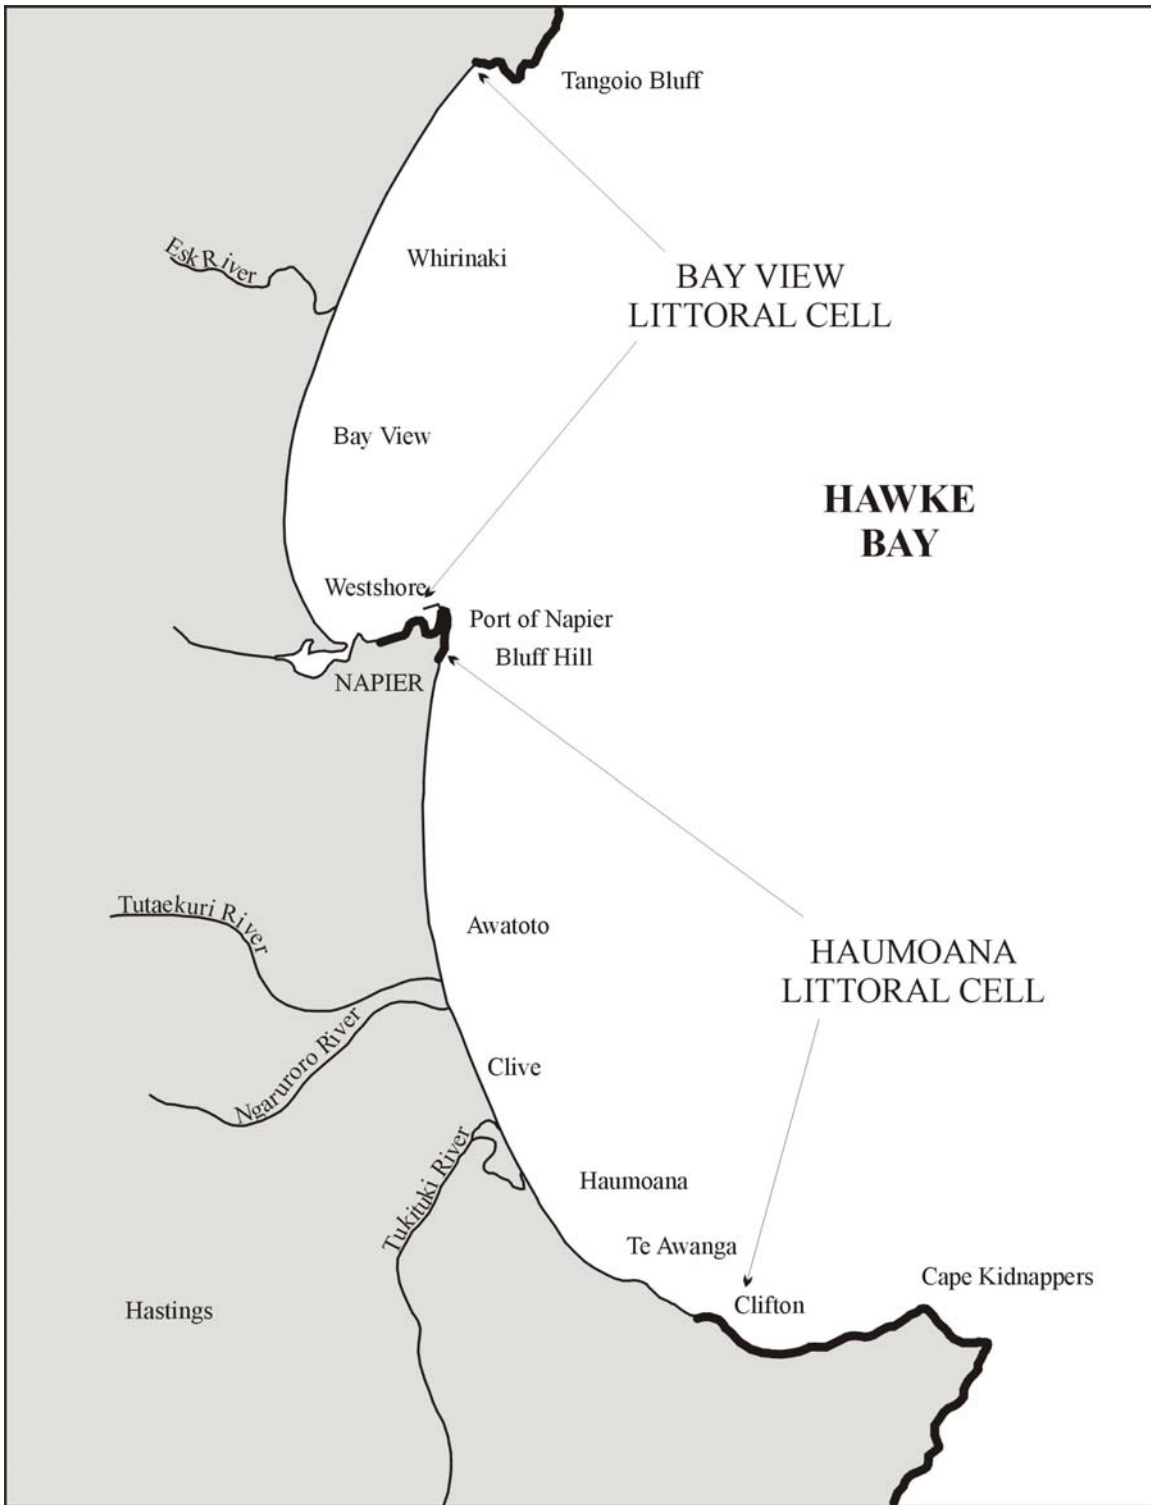 Tangoio Bluff
Esk River
Whirinaki
BAY VIEW
LITTORAL CELL
Bay View
HAWKE
BAY
Westshore
Port of Napier
Bluff Hill
NAPIER
Tutaekuri River
Awatoto
HAUMOANA
LITTORAL CELL
Ngaruroro River
Clive
Tukituki River
Haumoana
Te Awanga
Cape Kidnappers
Clifton
Hastings